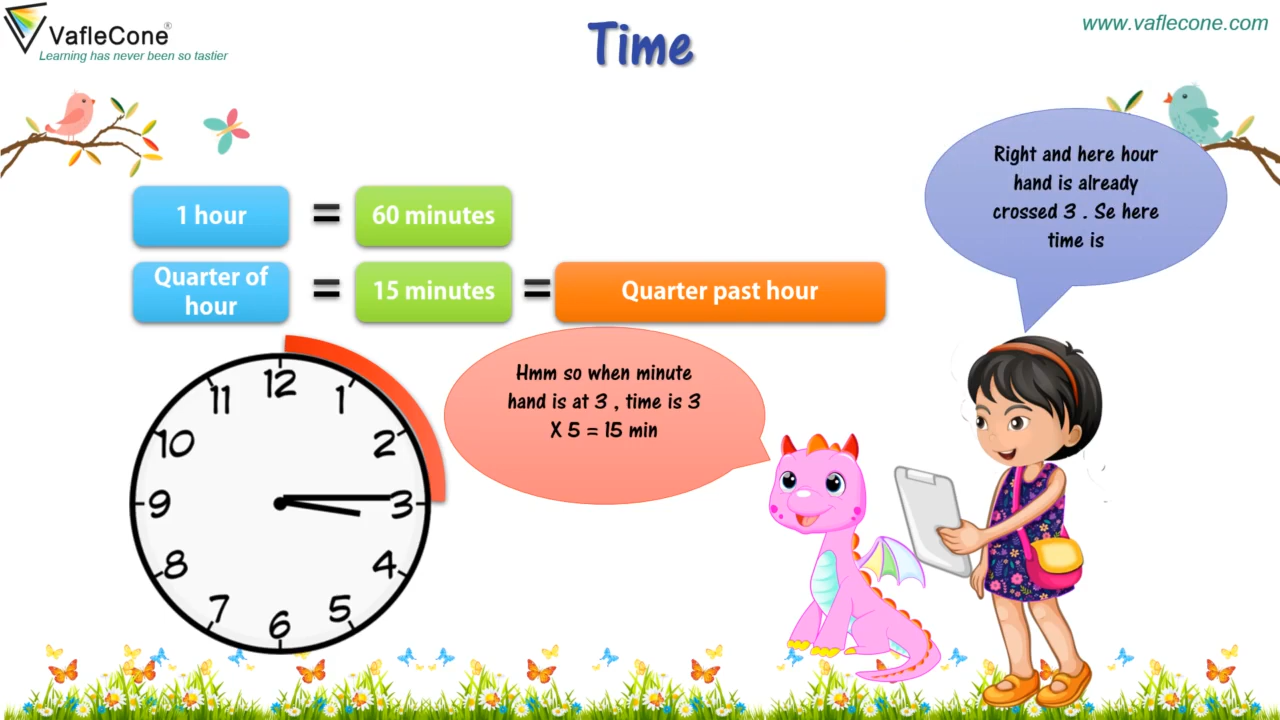 VafleCone®
Learning has never been so tastier
Time
www.vaflecone.com
Right and here hour
hand is already
crossed 3 . Se here
time is
1 hour = 60 minutes
Quarter of
hour = 15 minutes = Quarter past hour
Hmm so when minute
hand is at 3 , time is 3
X 5 = 15 min
12
1
2
3
4
5
6
7
8
9
10
11